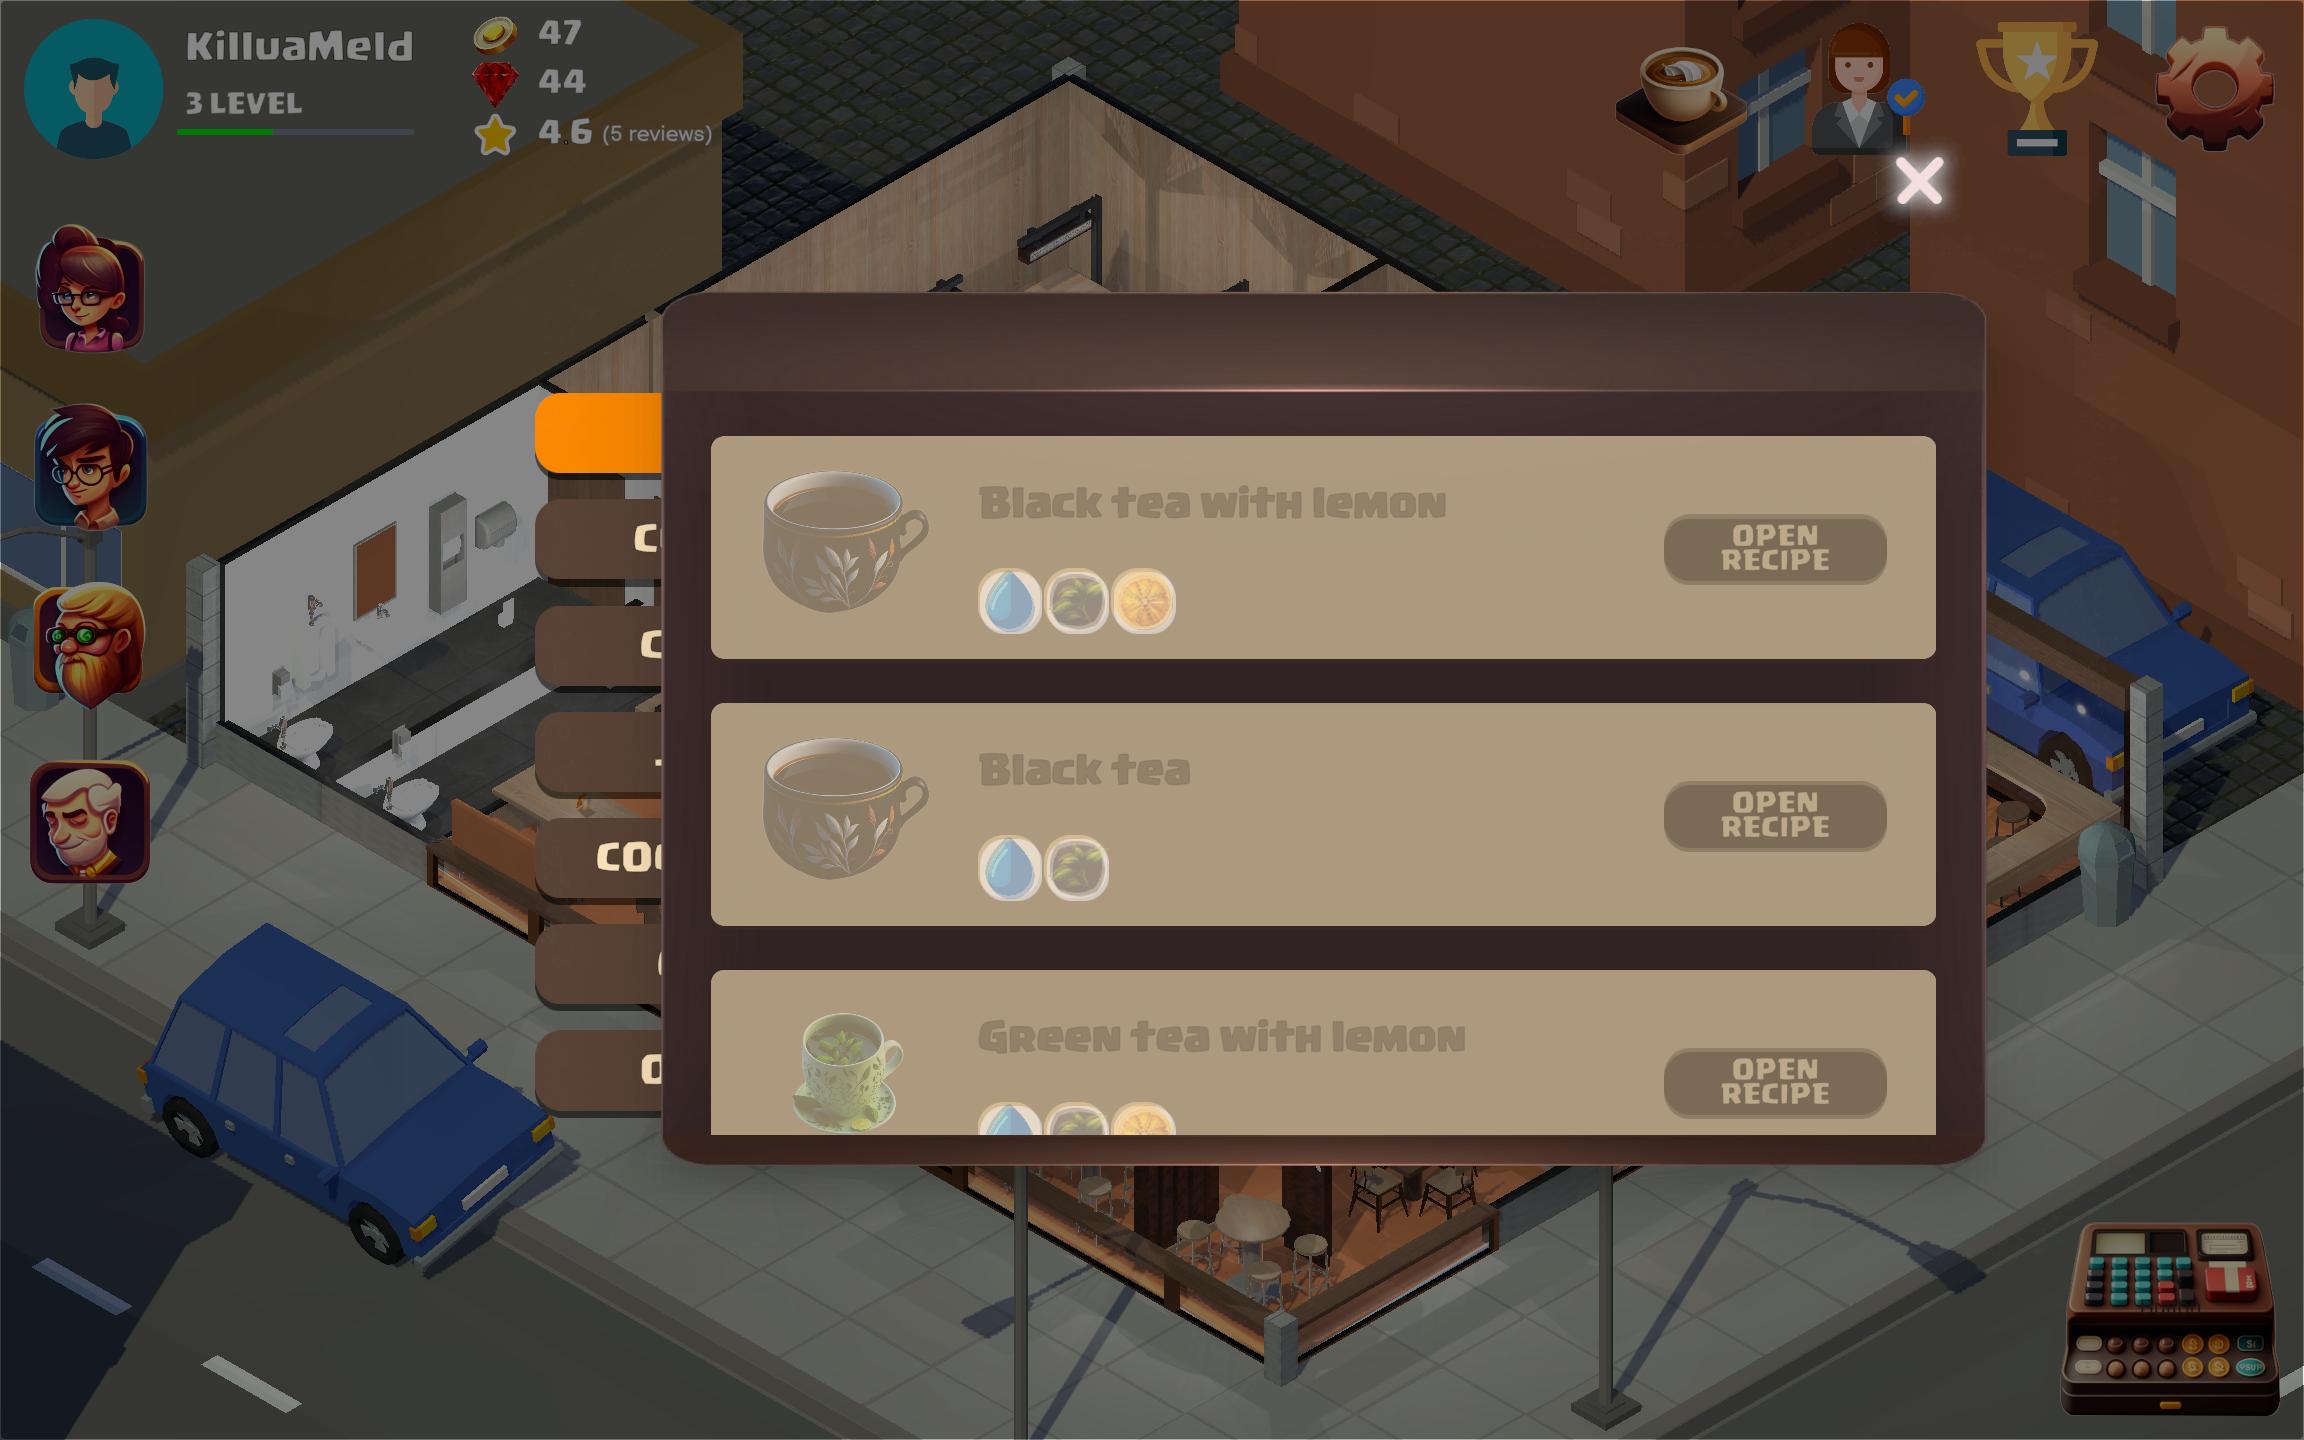 KilluaMeld
3 LEVEL
47
44
4.6 (5 reviews)
Black tea with lemon
OPEN
RECIPE
Black tea
OPEN
RECIPE
Green tea with lemon
OPEN
RECIPE